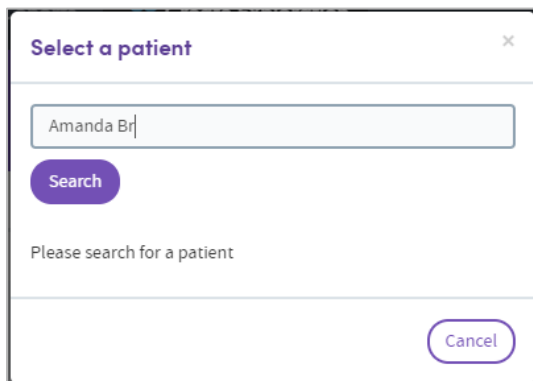 Select a patient
×
Amanda Br
Search
Please search for a patient
Cancel